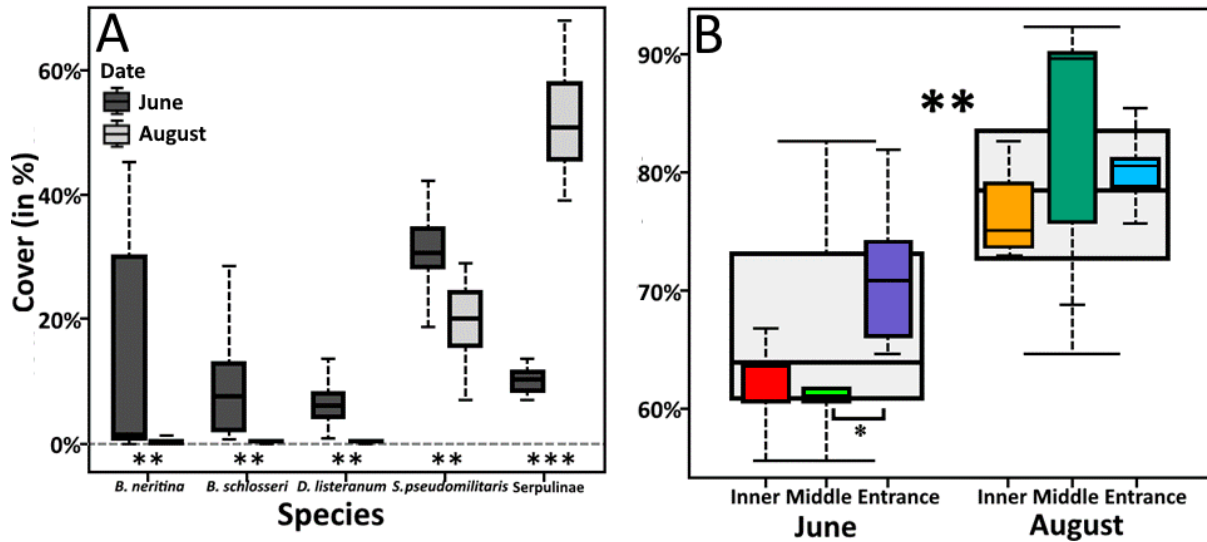 A
Date
June
August
60%
40%
20%
0%
Cover (in %)
** ** ** ** ***
B. neritina B. schlosseri D. listeranum S.pseudomilitaris Serpulinae
Species
B
90%
80%
70%
60%
**
*
Inner Middle Entrance Inner Middle Entrance
June August